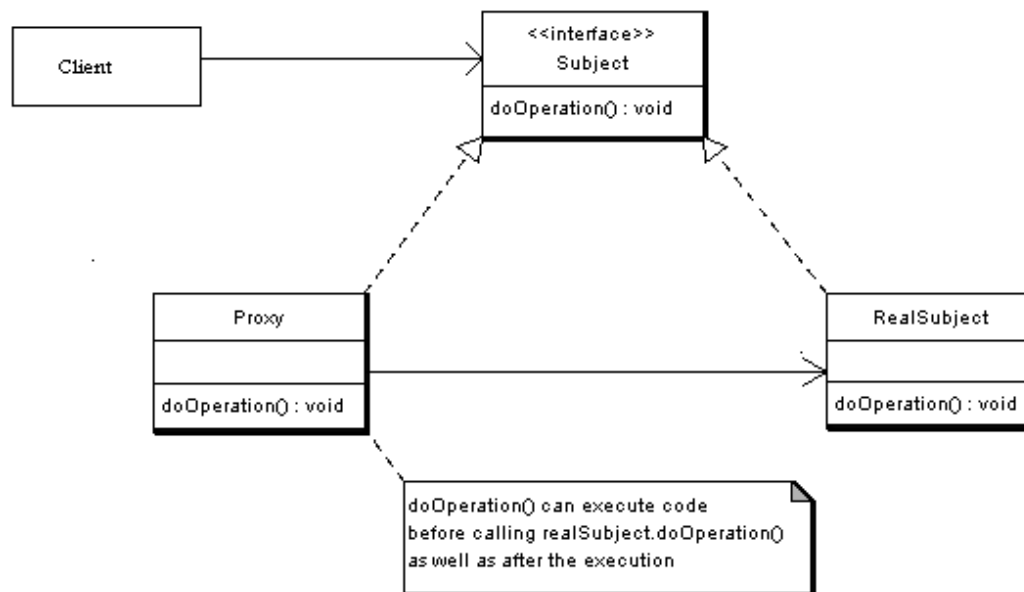 Client
<<interface>>
Subject
doOperation() : void
Proxy
doOperation() : void
RealSubject
doOperation() : void
doOperation() can execute code
before calling realSubject.doOperation()
as well as after the execution